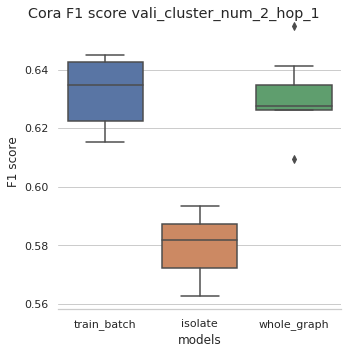 Cora F1 score vali_cluster_num_2_hop_1
F1 score
0.64
0.62
0.60
0.58
0.56
train_batch
isolate
whole_graph
models